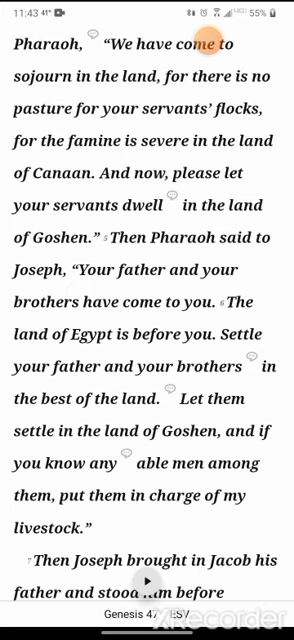 11:43 41° 55%
Pharaoh, “We have come to
sojourn in the land, for there is no
pasture for your servants’ flocks,
for the famine is severe in the land
of Canaan. And now, please let
your servants dwell in the land
of Goshen.” 5 Then Pharaoh said to
Joseph, “Your father and your
brothers have come to you. 6 The
land of Egypt is before you. Settle
your father and your brothers in
the best of the land. Let them
settle in the land of Goshen, and if
you know any able men among
them, put them in charge of my
livestock.”
7 Then Joseph brought in Jacob his
father and stood him before
Genesis 47 ESV